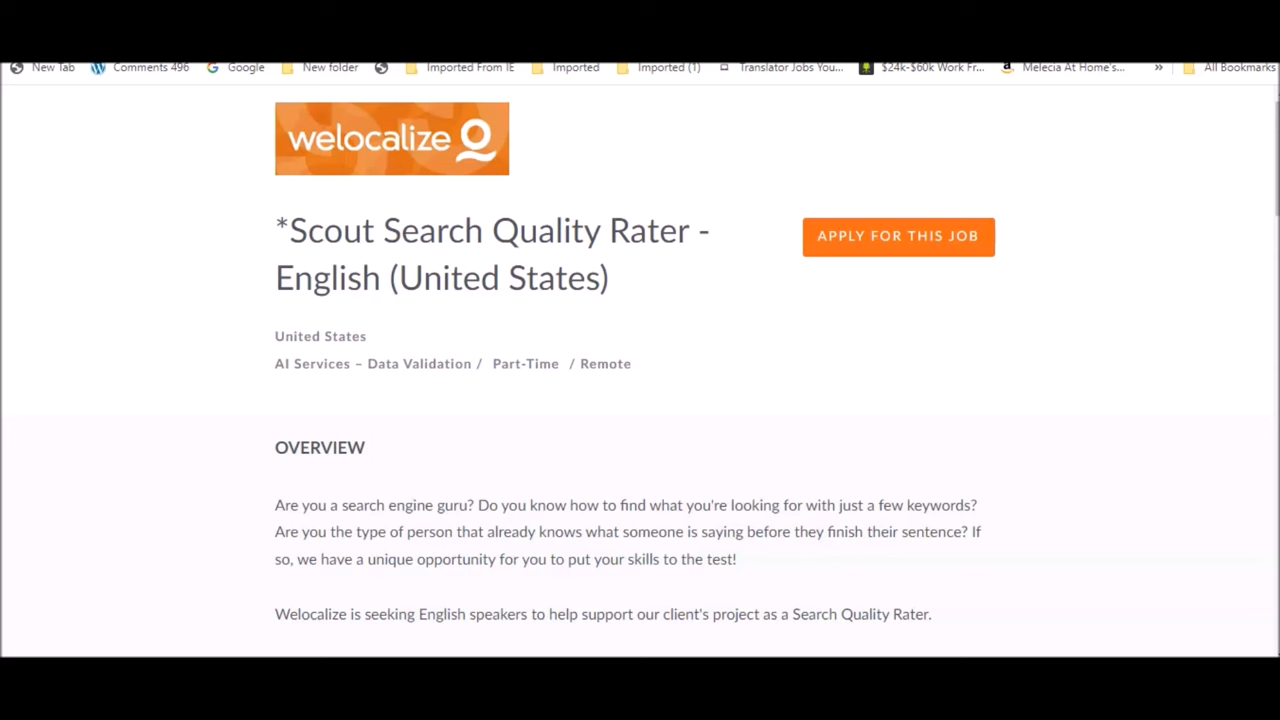 New Tab Comments 496 Google New folder Imported From IE Imported Imported (1) Translator Jobs You... $24k-$60k Work Fr... Melecia At Home's... » All Bookmarks
welocalize
*Scout Search Quality Rater -
English (United States)
APPLY FOR THIS JOB
United States
AI Services – Data Validation / Part-Time / Remote
OVERVIEW
Are you a search engine guru? Do you know how to find what you're looking for with just a few keywords?
Are you the type of person that already knows what someone is saying before they finish their sentence? If
so, we have a unique opportunity for you to put your skills to the test!
Welocalize is seeking English speakers to help support our client's project as a Search Quality Rater.